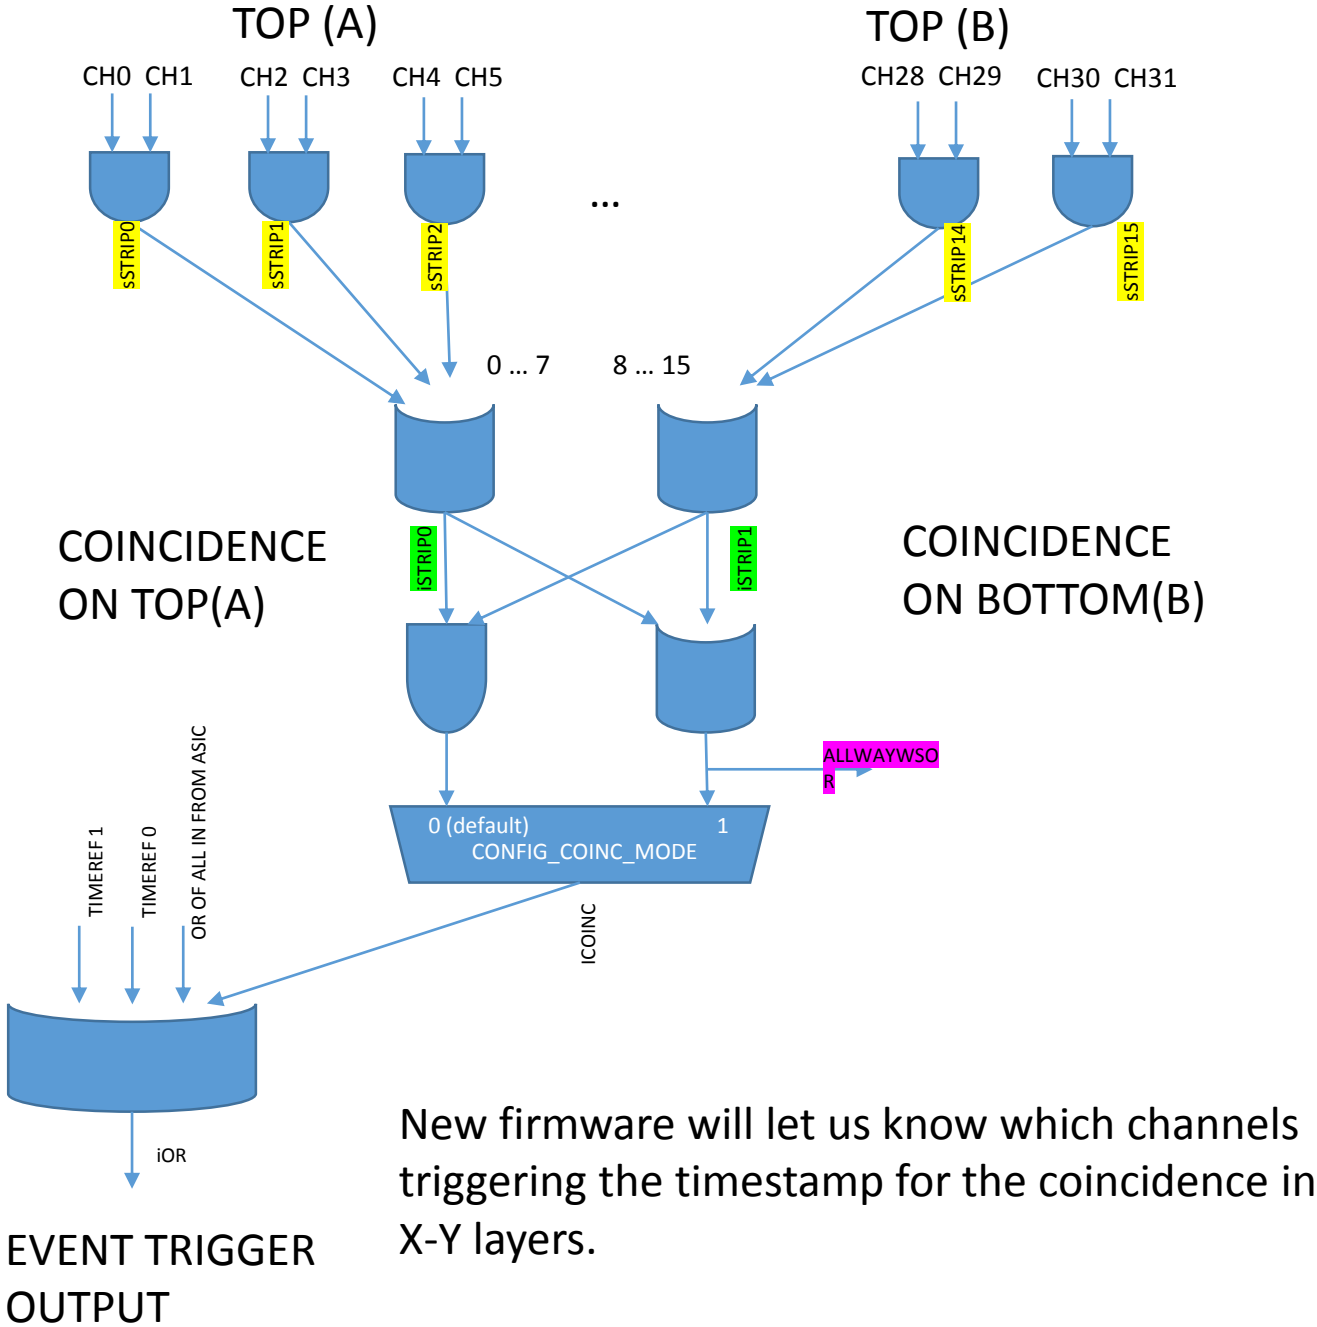 TOP (A)
TOP (B)
CH0 CH1
CH2 CH3
CH4 CH5
CH28 CH29
CH30 CH31
...
sSTRIP0
sSTRIP1
sSTRIP2
sSTRIP14
sSTRIP15
0 ... 7
8 ... 15
COINCIDENCE
ON TOP(A)
iSTRIP0
iSTRIP1
COINCIDENCE
ON BOTTOM(B)
ALLWAYWSO
R
0 (default)
1
CONFIG_COINC_MODE
TIMEREF 1
TIMEREF 0
OR OF ALL IN FROM ASIC
ICOINC
iOR
New firmware will let us know which channels
triggering the timestamp for the coincidence in
X-Y layers.
EVENT TRIGGER
OUTPUT